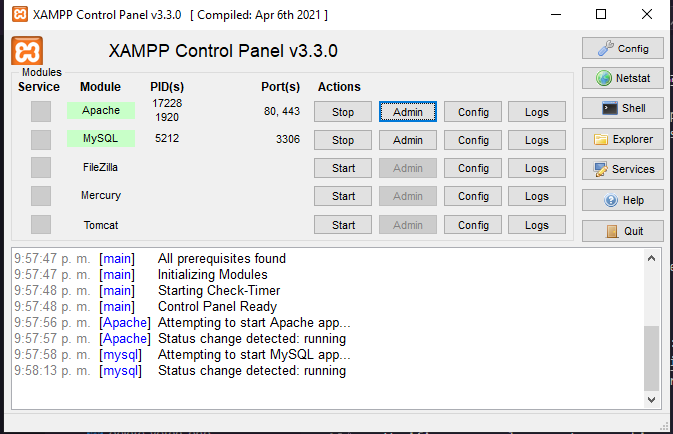 XAMPP Control Panel v3.3.0 [ Compiled: Apr 6th 2021 ]
XAMPP Control Panel v3.3.0
Config
Modules
Service Module PID(s) Port(s) Actions
Netstat
Apache 17228 1920 80, 443 Stop Admin Config Logs
Shell
MySQL 5212 3306 Stop Admin Config Logs
Explorer
FileZilla Start Admin Config Logs
Services
Mercury Start Admin Config Logs
Help
Tomcat Start Admin Config Logs
Quit
9:57:47 p. m. [main] All prerequisites found
9:57:47 p. m. [main] Initializing Modules
9:57:48 p. m. [main] Starting Check-Timer
9:57:48 p. m. [main] Control Panel Ready
9:57:56 p. m. [Apache] Attempting to start Apache app...
9:57:57 p. m. [Apache] Status change detected: running
9:57:58 p. m. [mysql] Attempting to start MySQL app...
9:58:13 p. m. [mysql] Status change detected: running